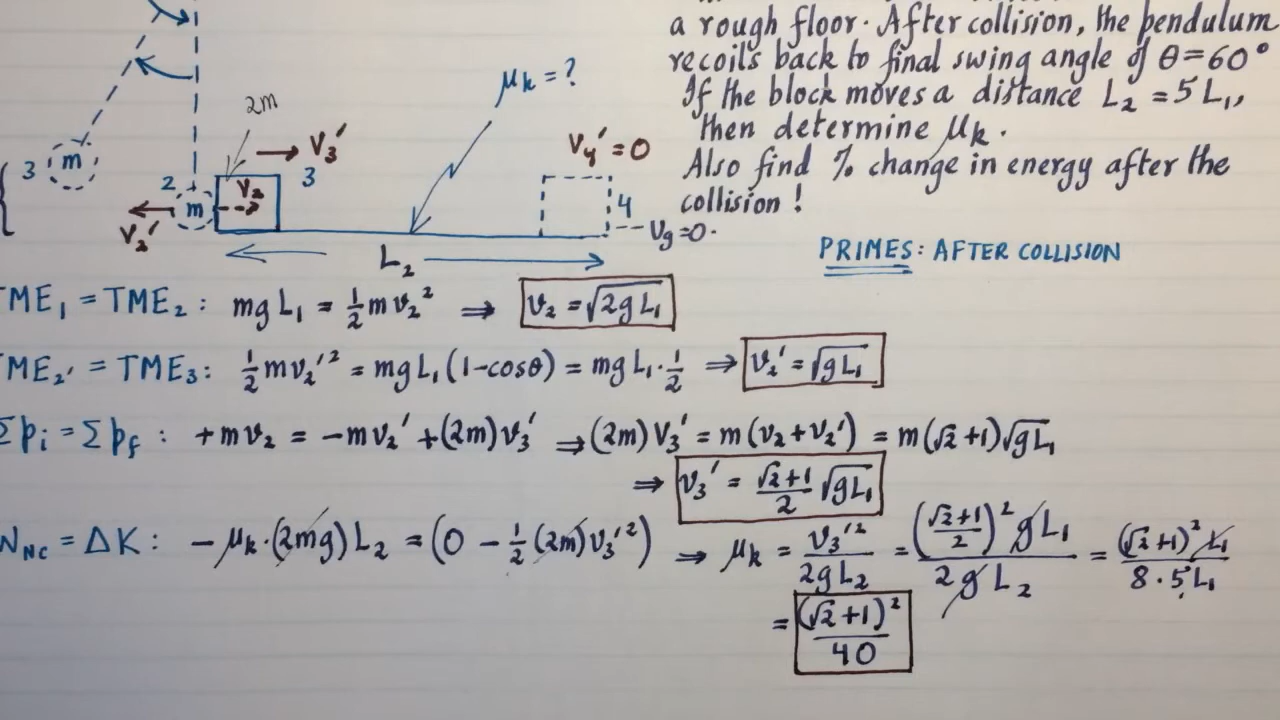 a rough floor. After collision, the pendulum
recoils back to final swing angle of θ=60°
If the block moves a distance L₂ = 5L₁,
then determine μk.
Also find % change in energy after the
collision!
PRIMES: AFTER COLLISION
μk = ?
2m
V₃′
3
V₄′=0
3 m
2
m
V₂
V₂′
4
Vg=0.
L₂
TME₁ = TME₂ : mgL₁ = ½mv₂² ⇒ v₂ = √2gL₁
TME₂′ = TME₃: ½mv₂′² = mgL₁(1-cosθ) = mgL₁·½ ⇒ v₂′ = √gL₁
Σpi = Σpf : +mv₂ = -mv₂′ + (2m)v₃′ ⇒ (2m)V₃′ = m(v₂+v₂′) = m(√2+1)√gL₁
⇒ v₃′ = (√2+1)/2 √gL₁
WNC = ΔK: -μk·(2mg)L₂ = (0 - ½(2m)v₃′²) ⇒ μk = v₃′²/2gL₂ = ((√2+1)/2)² gL₁/2gL₂ = (√2+1)² L₁/8·5L₁
= (√2+1)²/40